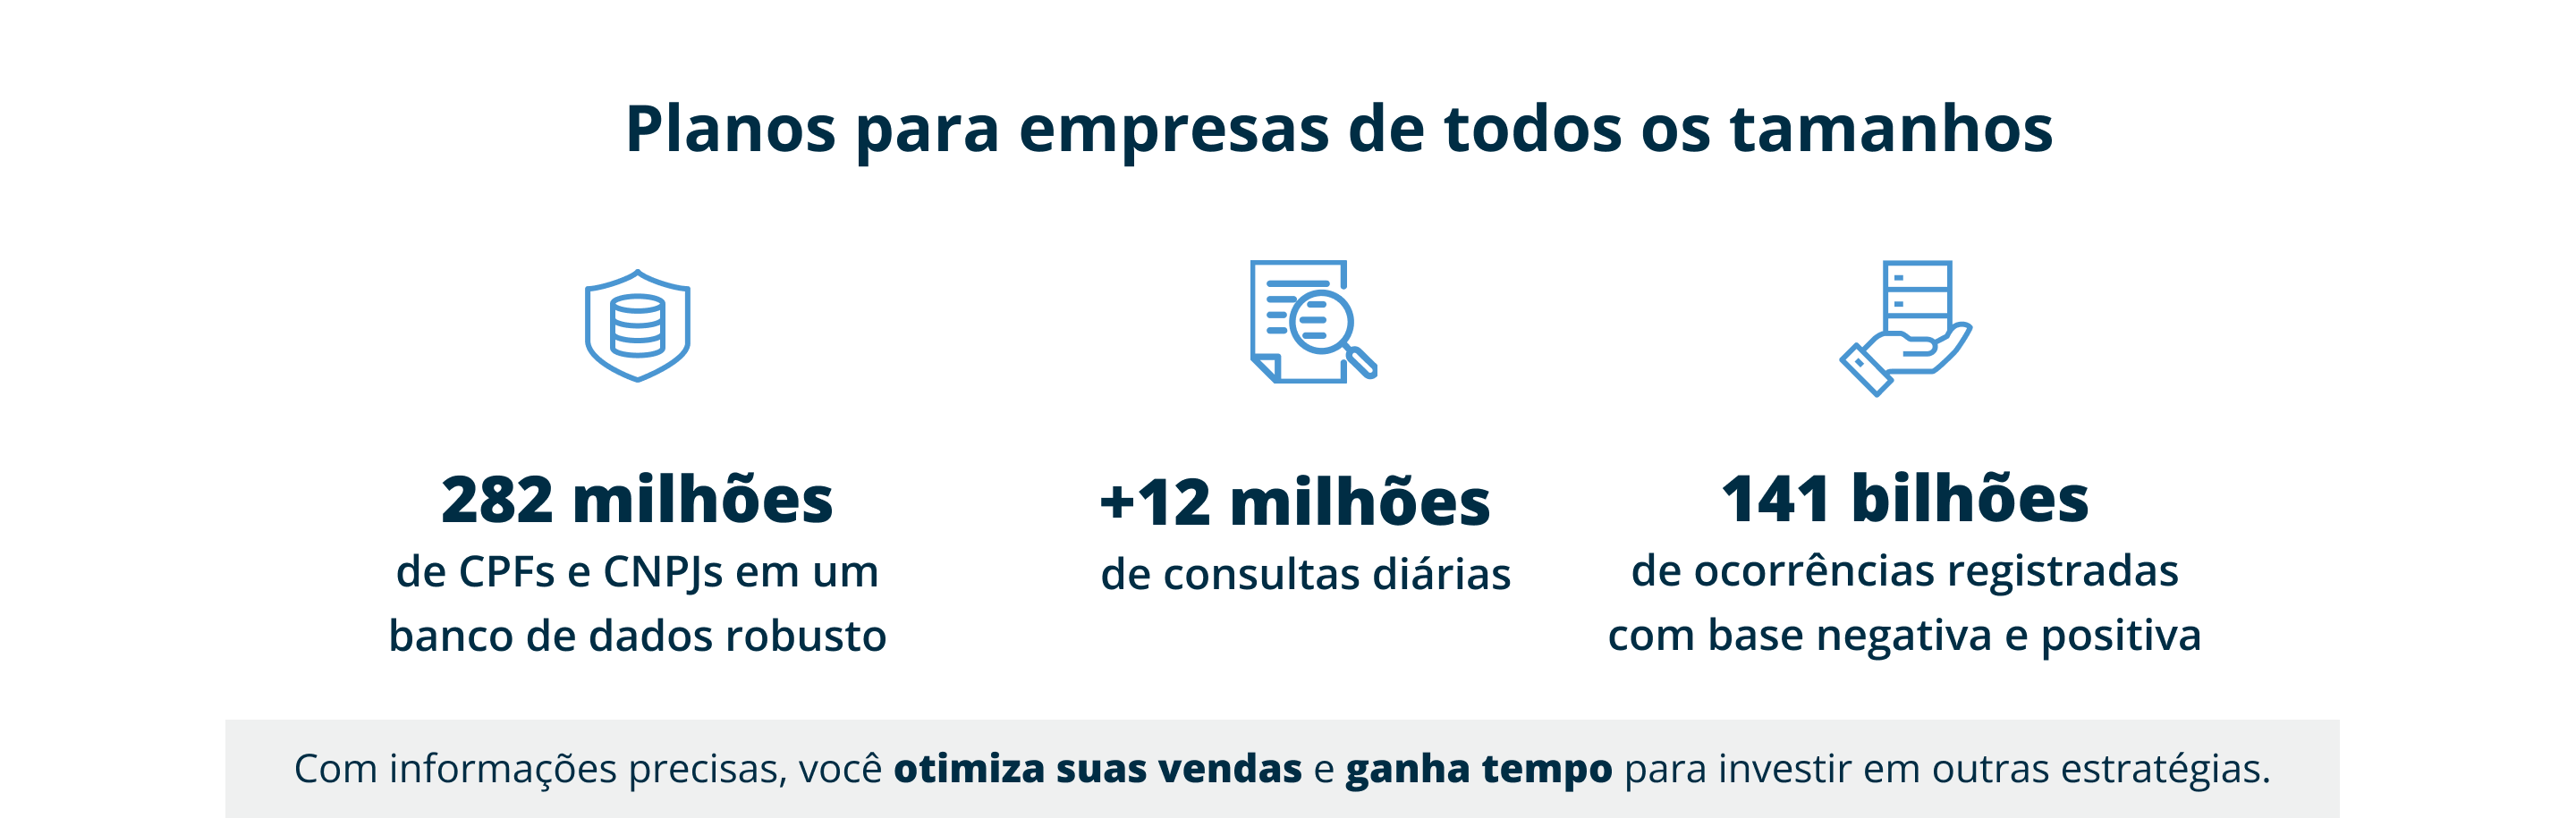 Planos para empresas de todos os tamanhos
282 milhões
de CPFs e CNPJs em um
banco de dados robusto
+12 milhões
de consultas diárias
141 bilhões
de ocorrências registradas
com base negativa e positiva
Com informações precisas, você otimiza suas vendas e ganha tempo para investir em outras estratégias.